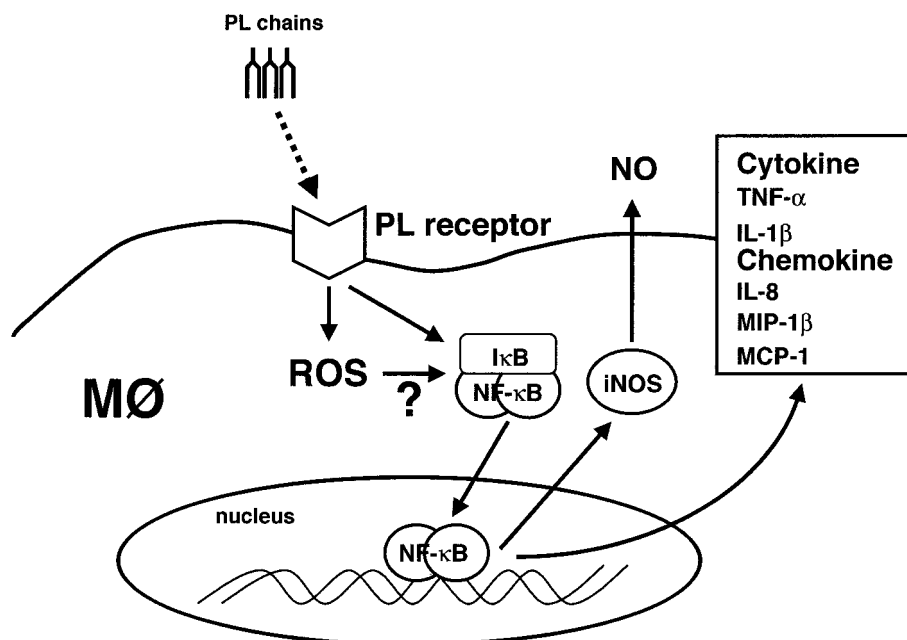 PL chains
NO
PL receptor
Cytokine
TNF-α
IL-1β
Chemokine
IL-8
MIP-1β
MCP-1
ROS
?
IκB
NF-κB
iNOS
MØ
nucleus
NF-κB